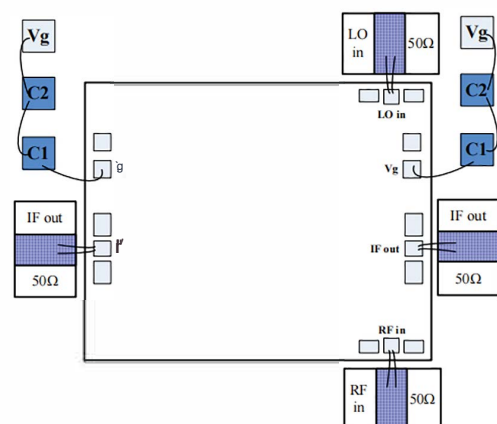 Vg
C2
C1
LO
in
50Ω
Vg
C2
C1
LO in
g
Vg
IF out
50Ω
IF out
IF out
50Ω
RF in
RF
in
50Ω